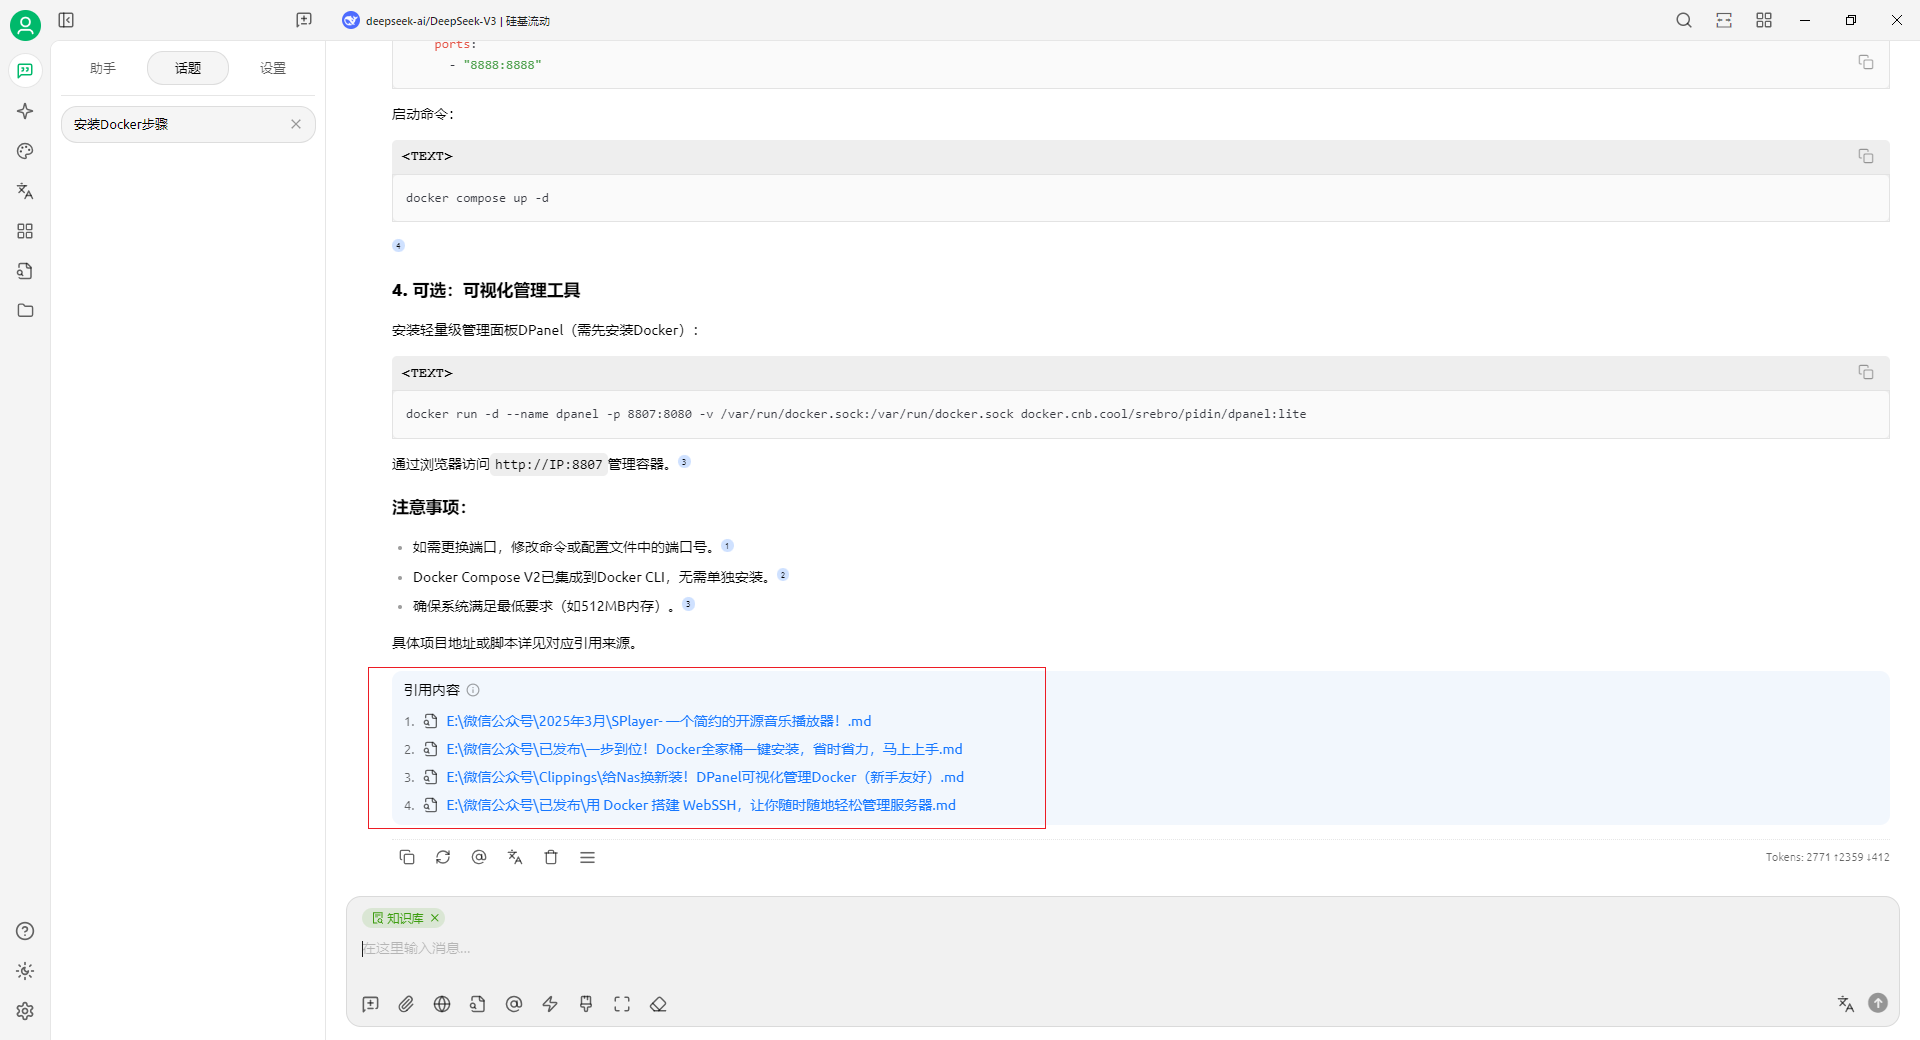 deepseek-ai/DeepSeek-V3 | 硅基流动
助手
话题
设置
安装Docker步骤
ports:
- "8888:8888"
启动命令：
<TEXT>
docker compose up -d
4
4. 可选：可视化管理工具
安装轻量级管理面板DPanel（需先安装Docker）：
<TEXT>
docker run -d --name dpanel -p 8807:8080 -v /var/run/docker.sock:/var/run/docker.sock docker.cnb.cool/srebro/pidin/dpanel:lite
通过浏览器访问 http://IP:8807 管理容器。 3
注意事项：
• 如需更换端口，修改命令或配置文件中的端口号。 1
• Docker Compose V2已集成到Docker CLI，无需单独安装。 2
• 确保系统满足最低要求（如512MB内存）。 3
具体项目地址或脚本详见对应引用来源。
引用内容
1. E:\微信公众号\2025年3月\SPlayer- 一个简约的开源音乐播放器！.md
2. E:\微信公众号\已发布\一步到位！Docker全家桶一键安装，省时省力，马上上手.md
3. E:\微信公众号\Clippings\给Nas换新装！DPanel可视化管理Docker（新手友好）.md
4. E:\微信公众号\已发布\用 Docker 搭建 WebSSH，让你随时随地轻松管理服务器.md
Tokens: 2771 ↑2359 ↓412
知识库
在这里输入消息...